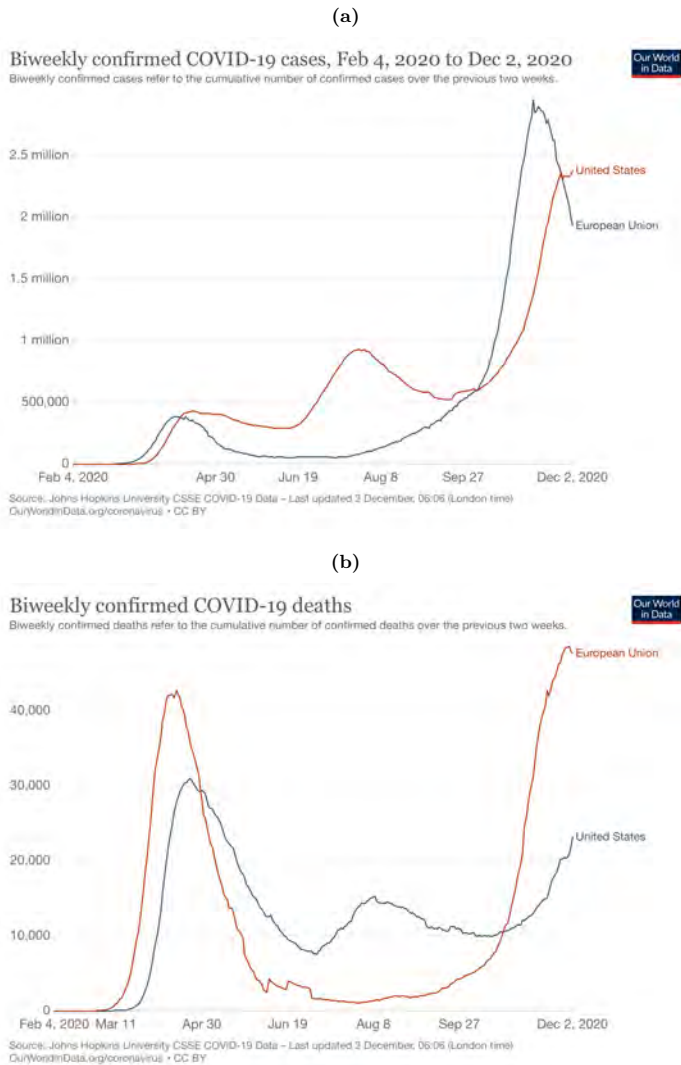 (a)
Biweekly confirmed COVID-19 cases, Feb 4, 2020 to Dec 2, 2020
Biweekly confirmed cases refer to the cumulative number of confirmed cases over the previous two weeks.
Our World
in Data
2.5 million
United States
European Union
2 million
1.5 million
1 million
500,000
0
Feb 4, 2020 Apr 30 Jun 19 Aug 8 Sep 27 Dec 2, 2020
Source: Johns Hopkins University CSSE COVID-19 Data – Last updated 2 December, 06:06 (London time)
OurWorldInData.org/coronavirus • CC BY
(b)
Biweekly confirmed COVID-19 deaths
Biweekly confirmed deaths refer to the cumulative number of confirmed deaths over the previous two weeks.
Our World
in Data
European Union
40,000
30,000
United States
20,000
10,000
0
Feb 4, 2020 Mar 11 Apr 30 Jun 19 Aug 8 Sep 27 Dec 2, 2020
Source: Johns Hopkins University CSSE COVID-19 Data – Last updated 2 December, 06:06 (London time)
OurWorldInData.org/coronavirus • CC BY